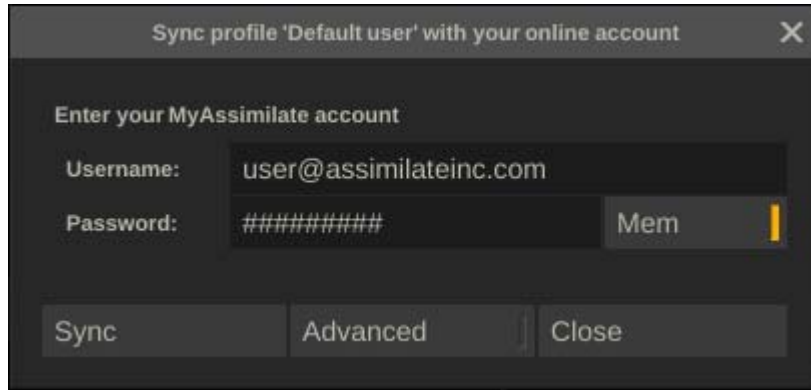 Sync profile 'Default user' with your online account
Enter your MyAssimilate account
Username: user@assimilateinc.com
Password: ######### Mem
Sync Advanced Close